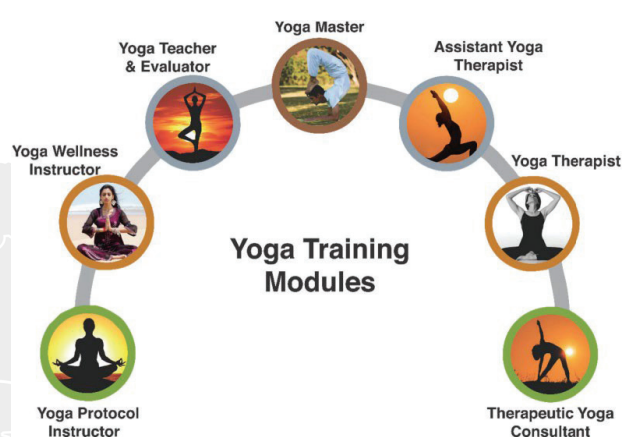 Yoga Master
Yoga Teacher
& Evaluator
Assistant Yoga
Therapist
Yoga Wellness
Instructor
Yoga Therapist
Yoga Training
Modules
Yoga Protocol
Instructor
Therapeutic Yoga
Consultant